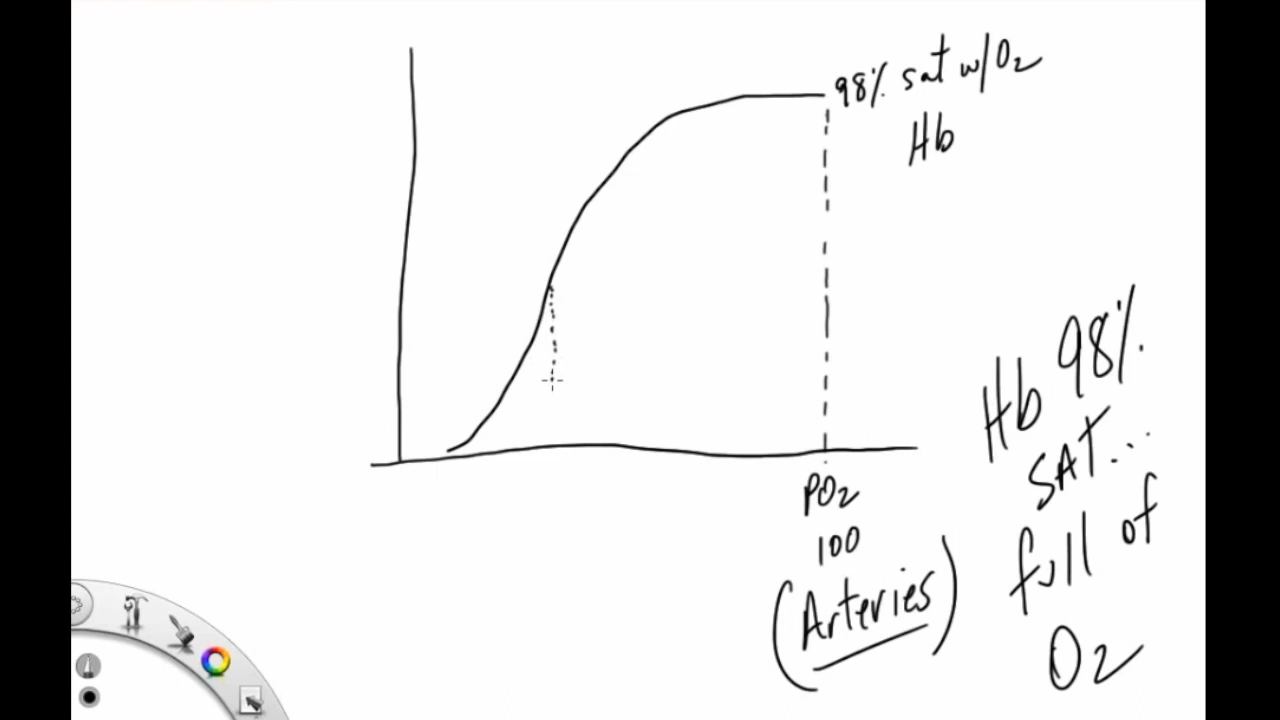 98% sat w/O2
Hb
PO2
100
(Arteries)
Hb 98%
SAT...
full of
O2